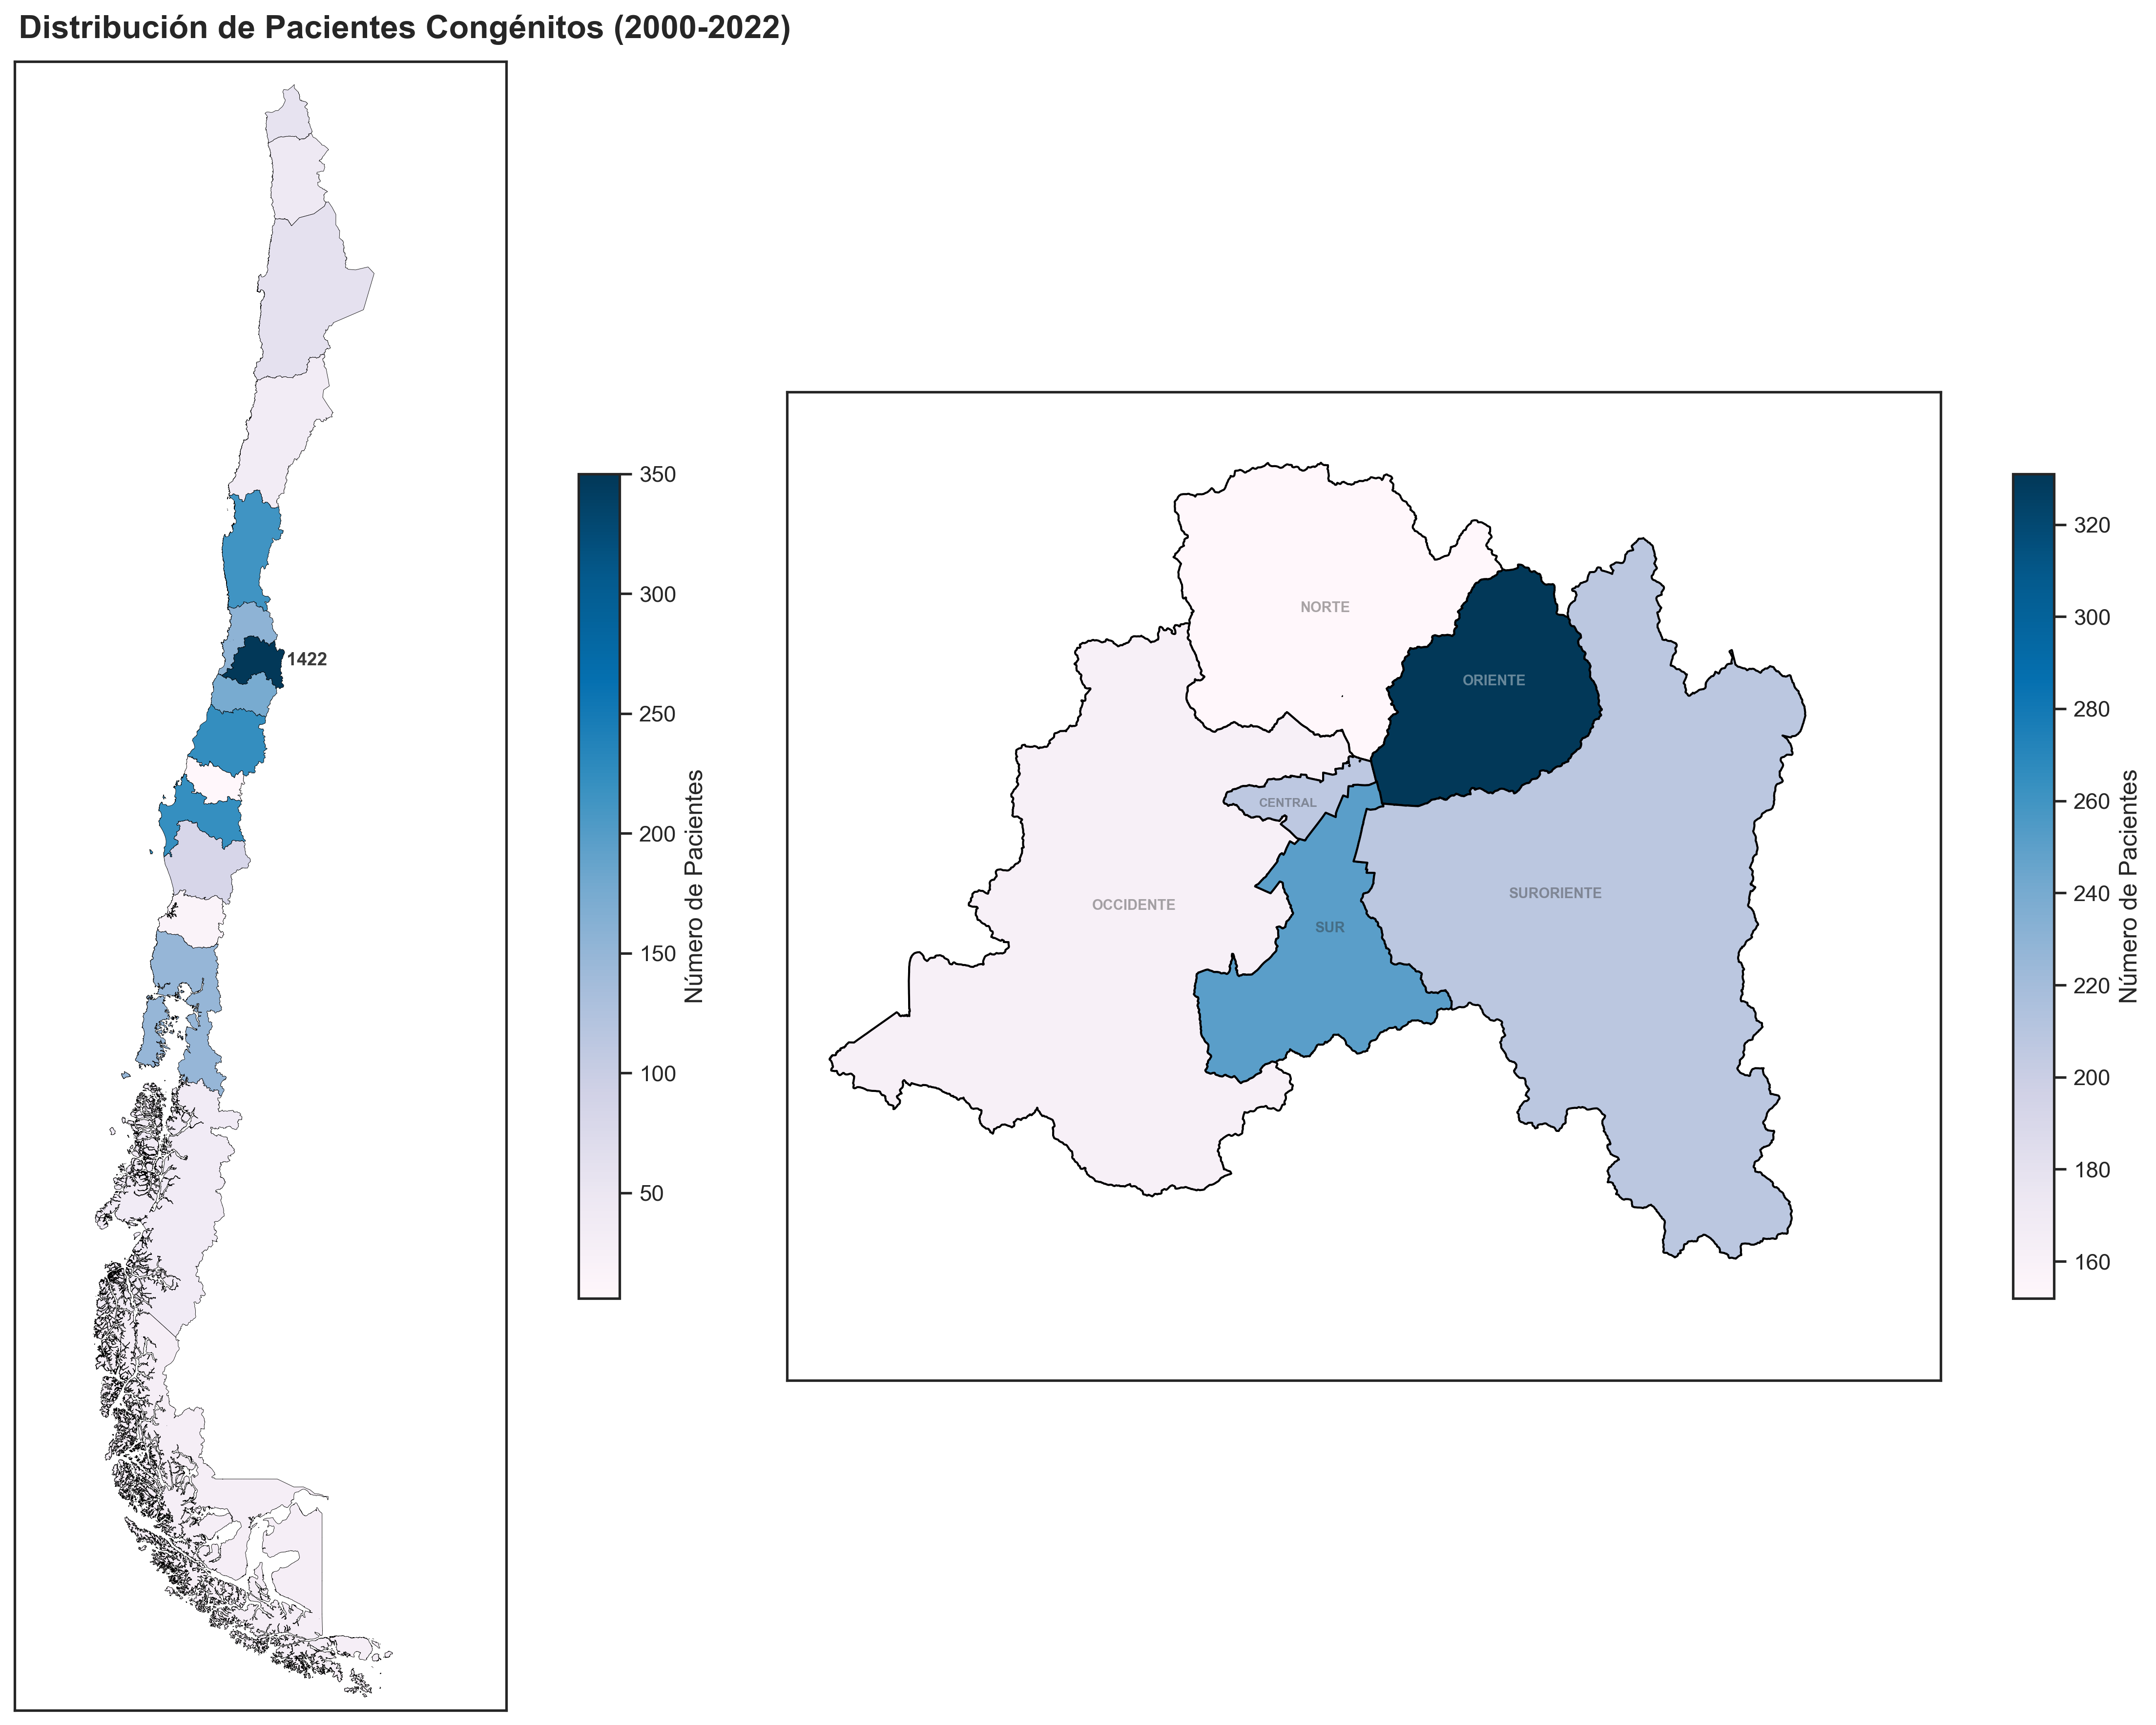 Distribución de Pacientes Congénitos (2000-2022)
1422
350
300
250
200
150
100
50
Número de Pacientes
NORTE
ORIENTE
CENTRAL
SURORIENTE
OCCIDENTE
SUR
320
300
280
260
240
220
200
180
160
Número de Pacientes